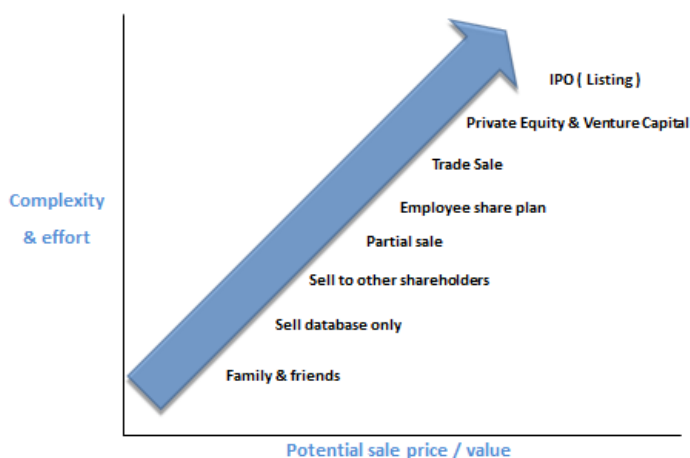 IPO ( Listing )
Private Equity & Venture Capital
Trade Sale
Complexity
& effort
Employee share plan
Partial sale
Sell to other shareholders
Sell database only
Family & friends
Potential sale price / value